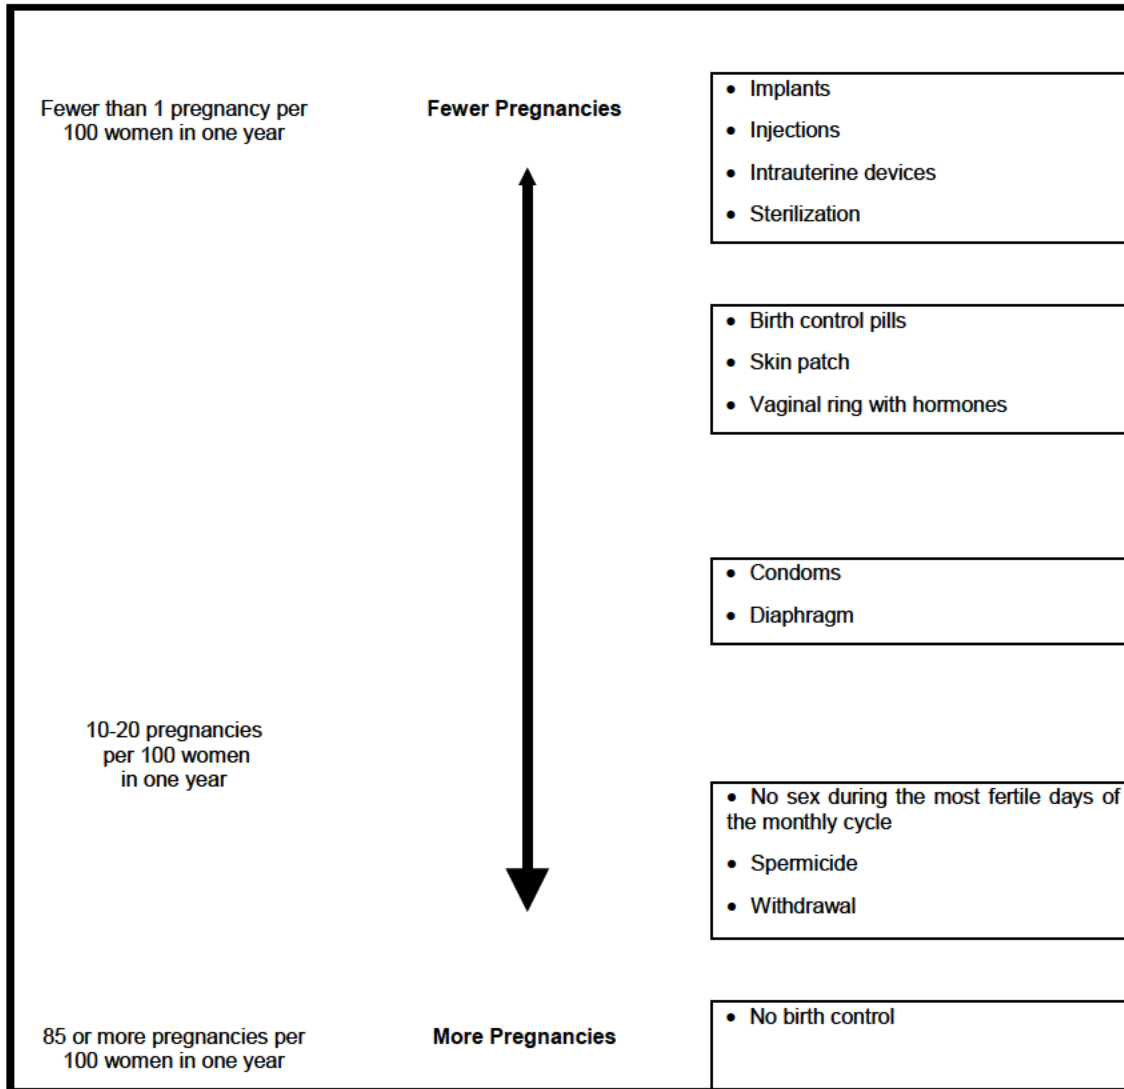 Fewer than 1 pregnancy per
100 women in one year
Fewer Pregnancies
• Implants
• Injections
• Intrauterine devices
• Sterilization
• Birth control pills
• Skin patch
• Vaginal ring with hormones
• Condoms
• Diaphragm
10-20 pregnancies
per 100 women
in one year
• No sex during the most fertile days of
the monthly cycle
• Spermicide
• Withdrawal
85 or more pregnancies per
100 women in one year
More Pregnancies
• No birth control